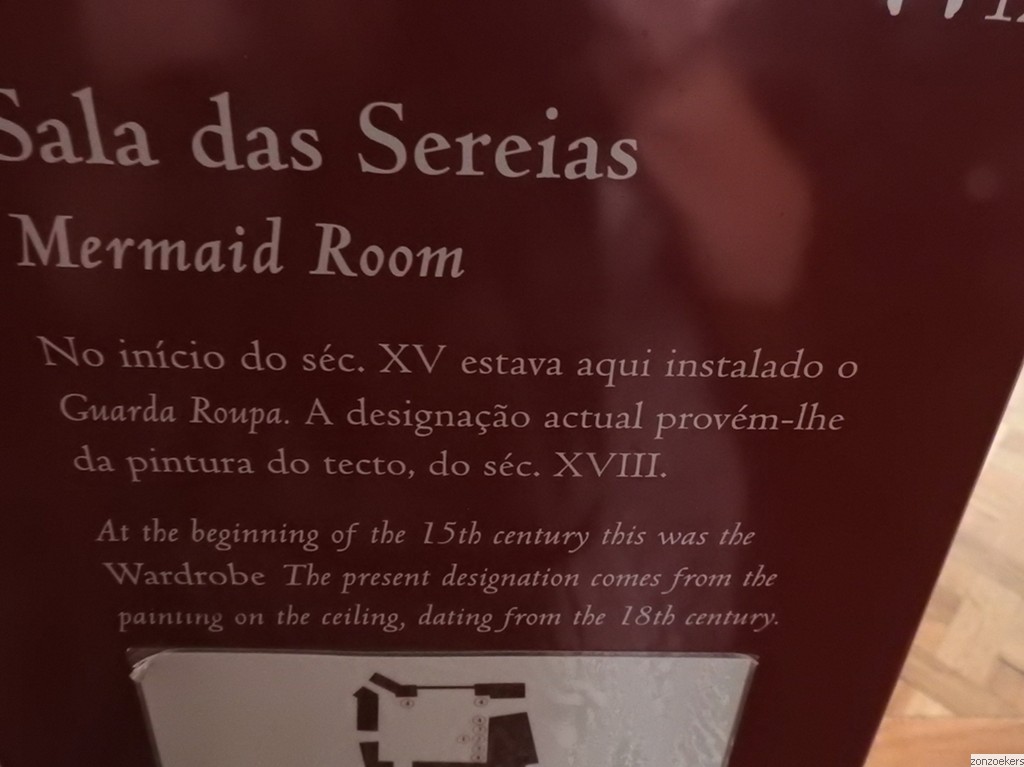 Sala das Sereias
Mermaid Room
No início do séc. XV estava aqui instalado o
Guarda Roupa. A designação actual provém-lhe
da pintura do tecto, do séc. XVIII.
At the beginning of the 15th century this was the
Wardrobe The present designation comes from the
painting on the ceiling, dating from the 18th century.
zonzoekers